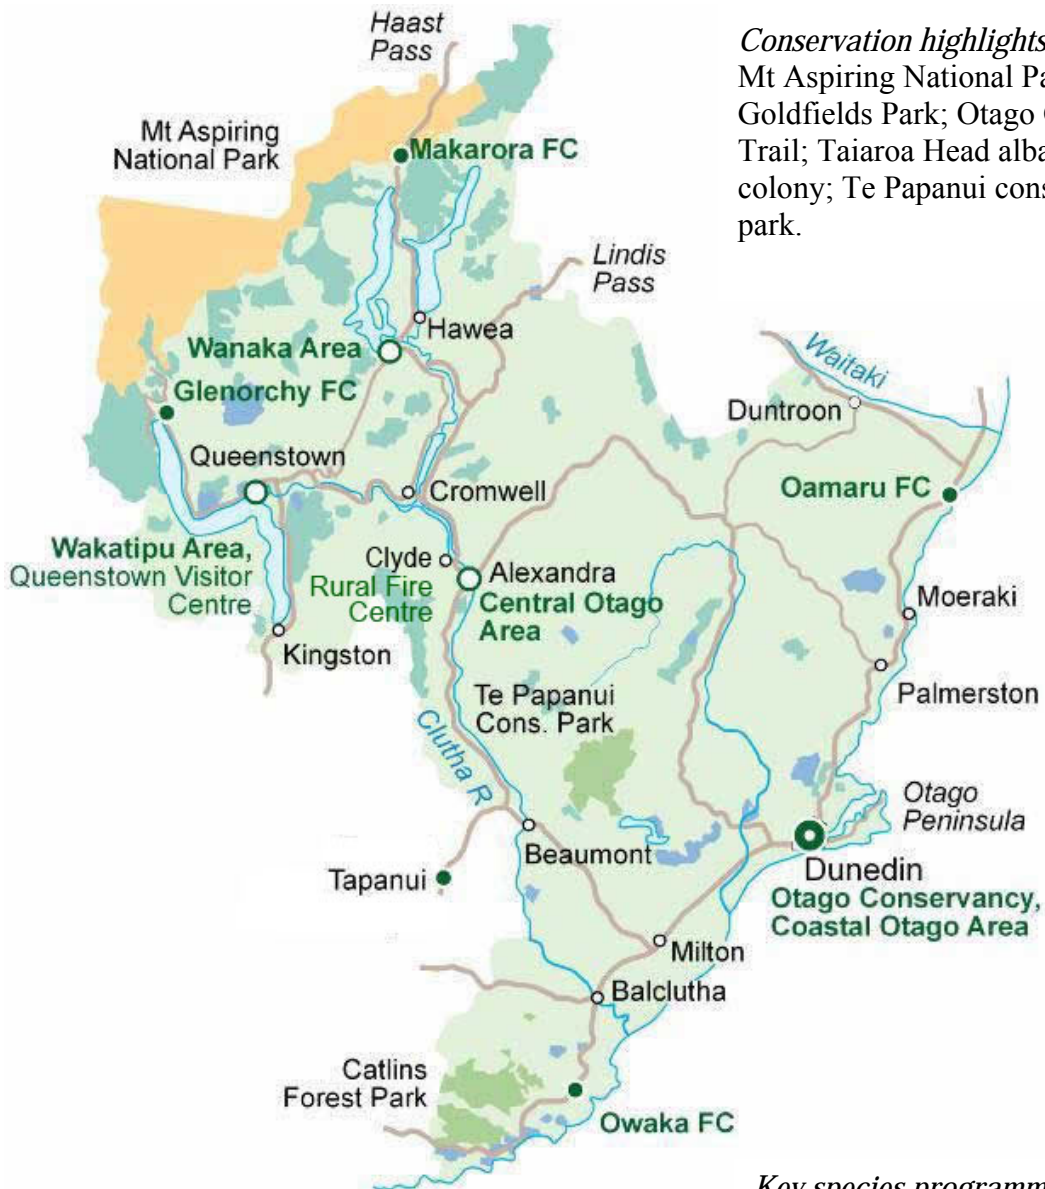 Haast
Pass
Conservation highlights
Mt Aspiring National
Goldfields Park; Otago
Trail; Taiaroa Head
colony; Te Papanui
park.
Mt Aspiring
National Park
Makarora FC
Lindis
Pass
Hawea
Wanaka Area
Waitaki
Glenorchy FC
Duntroon
Queenstown
Cromwell
Oamaru FC
Wakatipu Area,
Queenstown Visitor
Centre
Clyde
Rural Fire
Centre
Alexandra
Central Otago
Area
Moeraki
Kingston
Te Papanui
Cons. Park
Palmerston
Clutha R
Otago
Peninsula
Beaumont
Tapanui
Dunedin
Otago Conservancy,
Coastal Otago Area
Milton
Balclutha
Catlins
Forest Park
Owaka FC
Key species